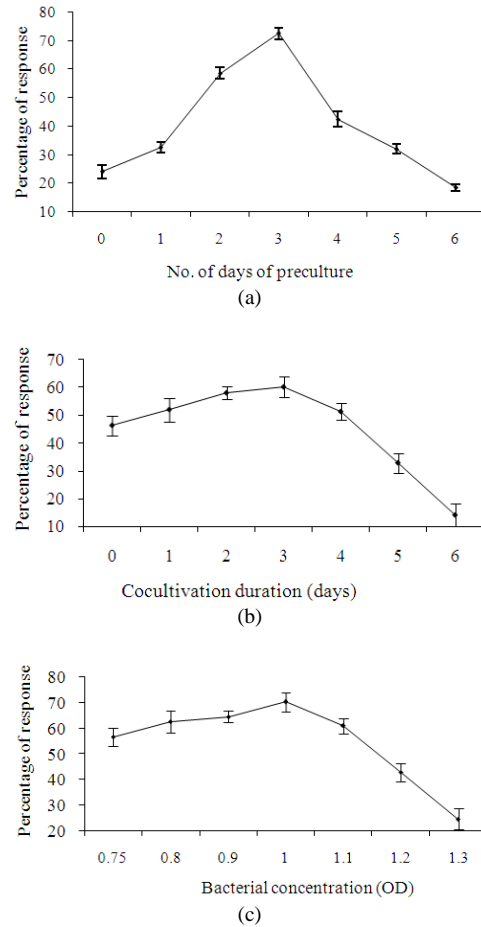 80
70
60
50
40
30
20
10
Percentage of response
0 1 2 3 4 5 6
No. of days of preculture
(a)
70
60
50
40
30
20
10
Percentage of response
0 1 2 3 4 5 6
Cocultivation duration (days)
(b)
80
70
60
50
40
30
20
Percentage of response
0.75 0.8 0.9 1 1.1 1.2 1.3
Bacterial concentration (OD)
(c)